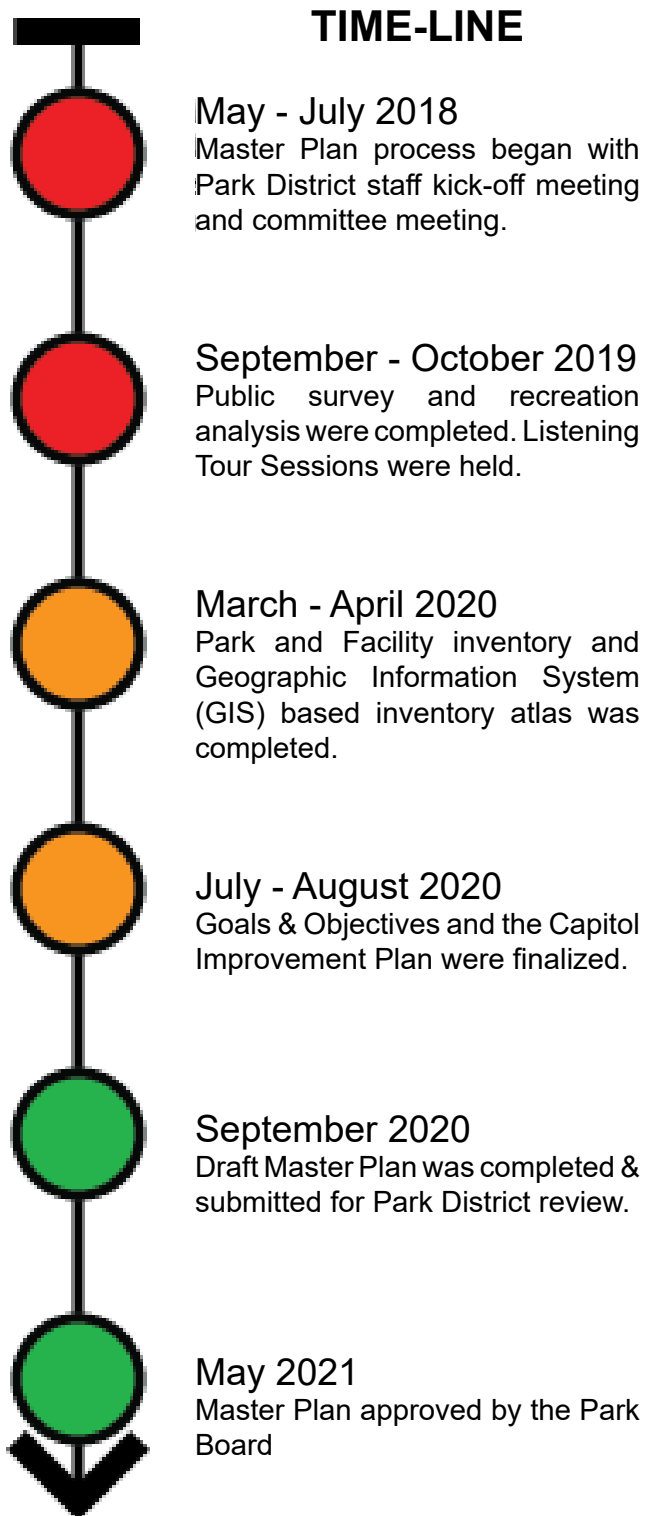 TIME-LINE
May - July 2018
Master Plan process began with
Park District staff kick-off meeting
and committee meeting.
September - October 2019
Public survey and recreation
analysis were completed. Listening
Tour Sessions were held.
March - April 2020
Park and Facility inventory and
Geographic Information System
(GIS) based inventory atlas was
completed.
July - August 2020
Goals & Objectives and the Capitol
Improvement Plan were finalized.
September 2020
Draft Master Plan was completed &
submitted for Park District review.
May 2021
Master Plan approved by the Park
Board